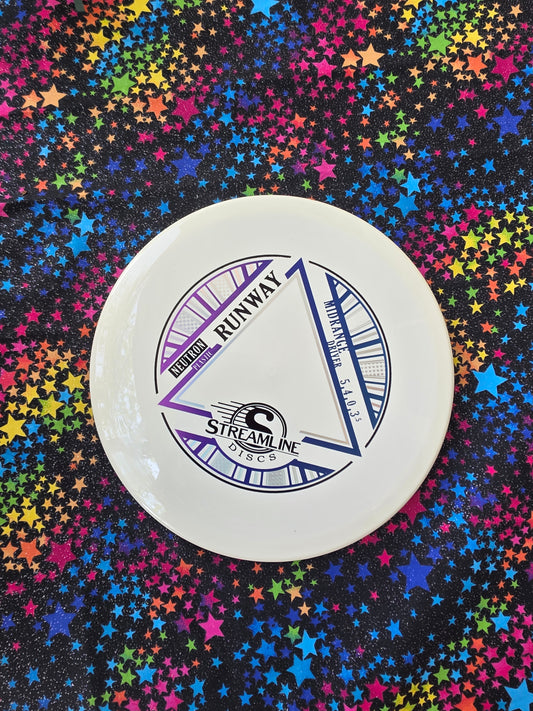 NEUTRON
PLASTIC
RUNWAY
MIDRANGE
DRIVER 5.4.0.3.5
STREAMLINE
DISCS